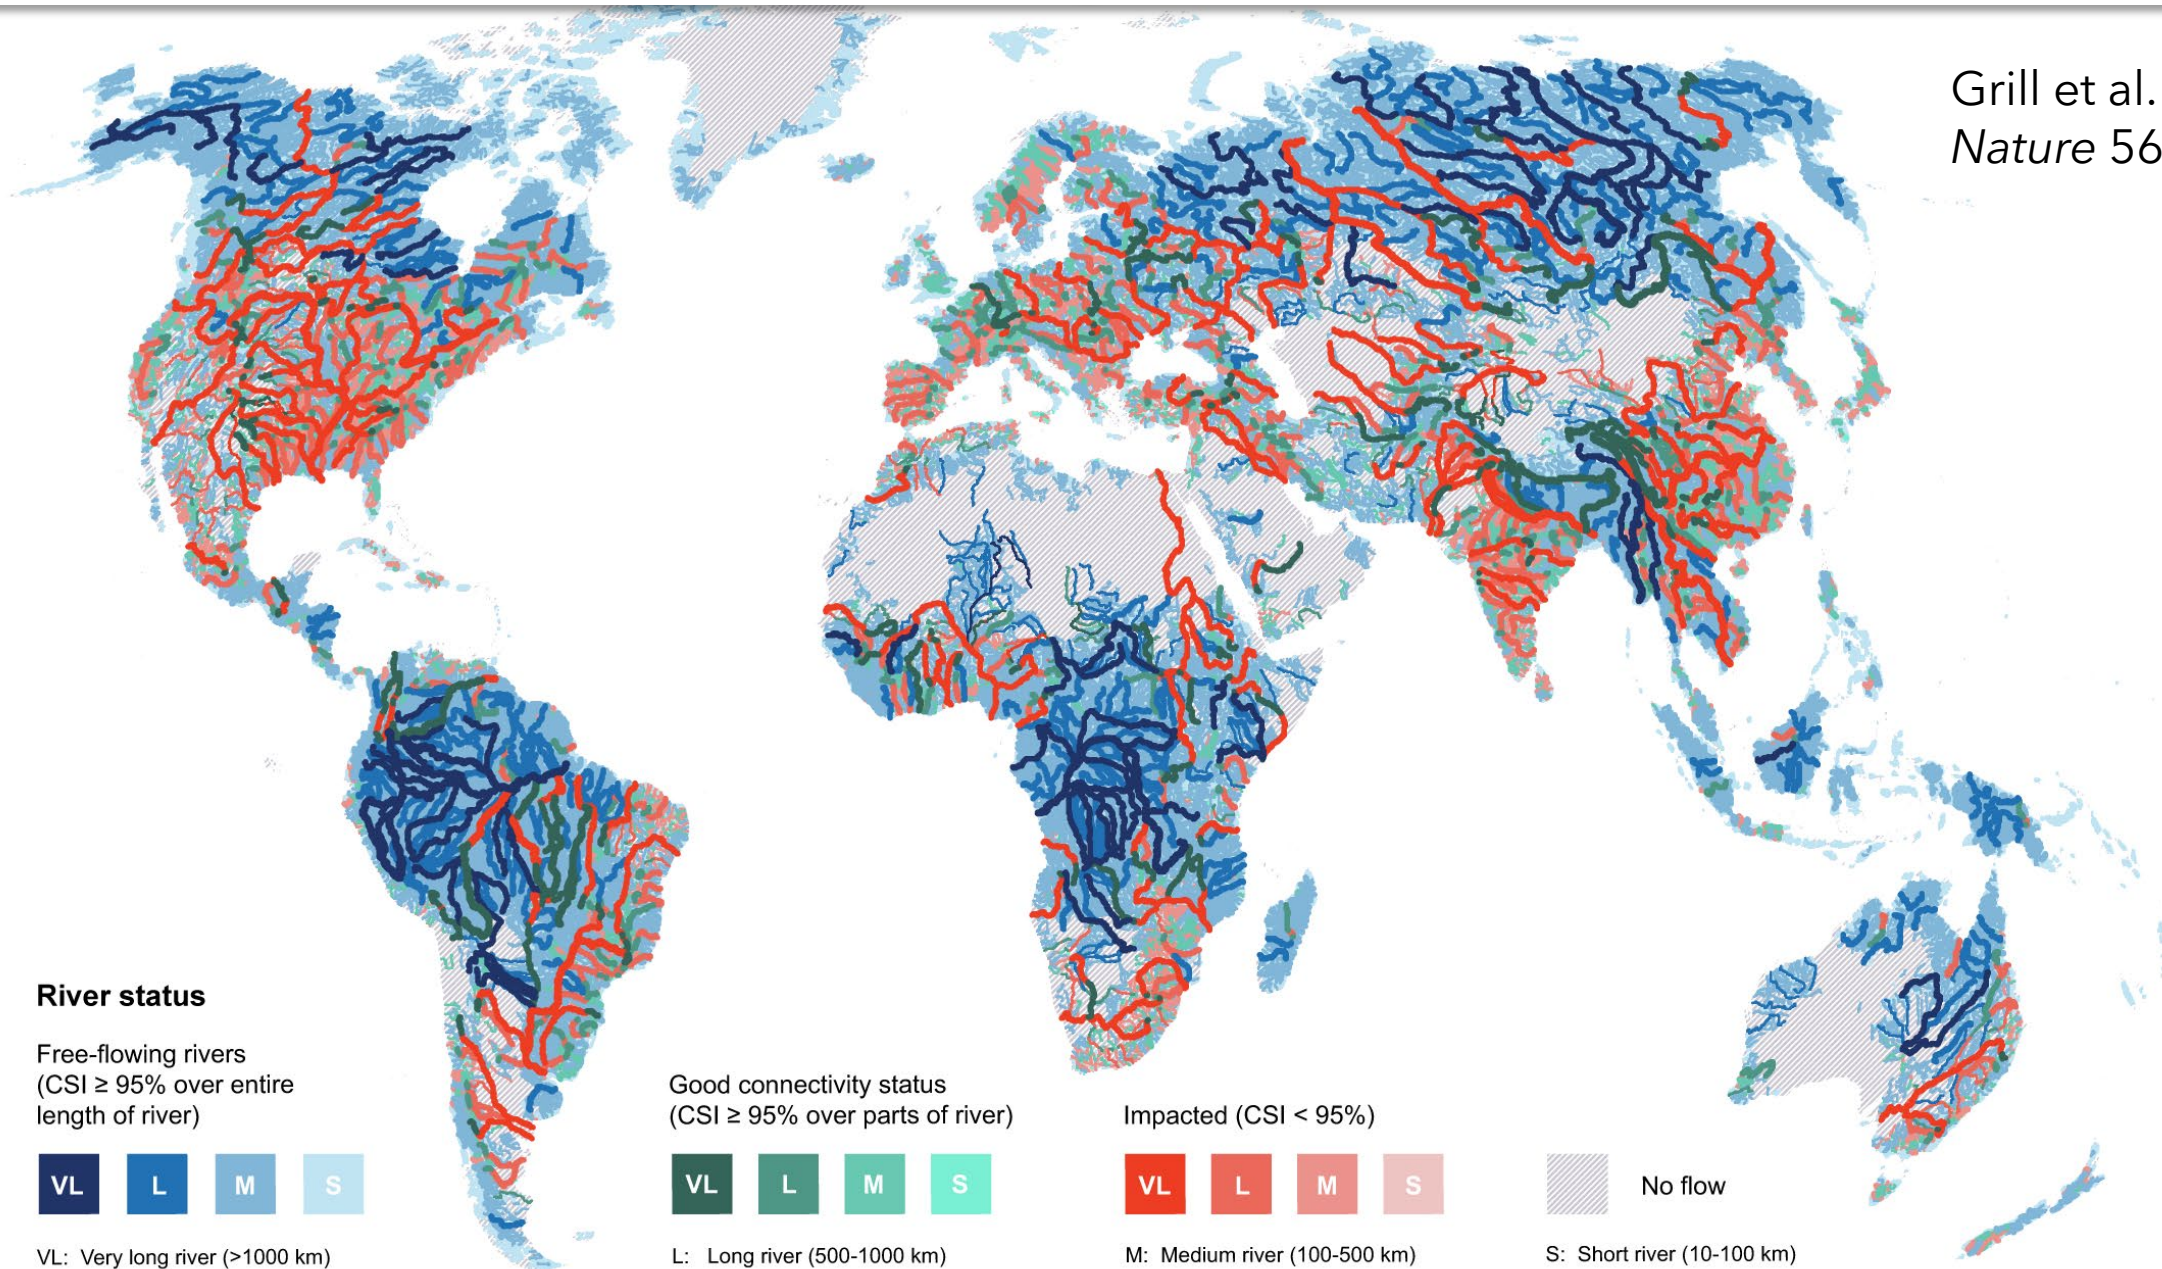 Grill et al.
Nature 56
River status
Free-flowing rivers
(CSI ≥ 95% over entire
length of river)
VL L M S
VL: Very long river (>1000 km)
Good connectivity status
(CSI ≥ 95% over parts of river)
VL L M S
L: Long river (500-1000 km)
Impacted (CSI < 95%)
VL L M S
M: Medium river (100-500 km)
No flow
S: Short river (10-100 km)